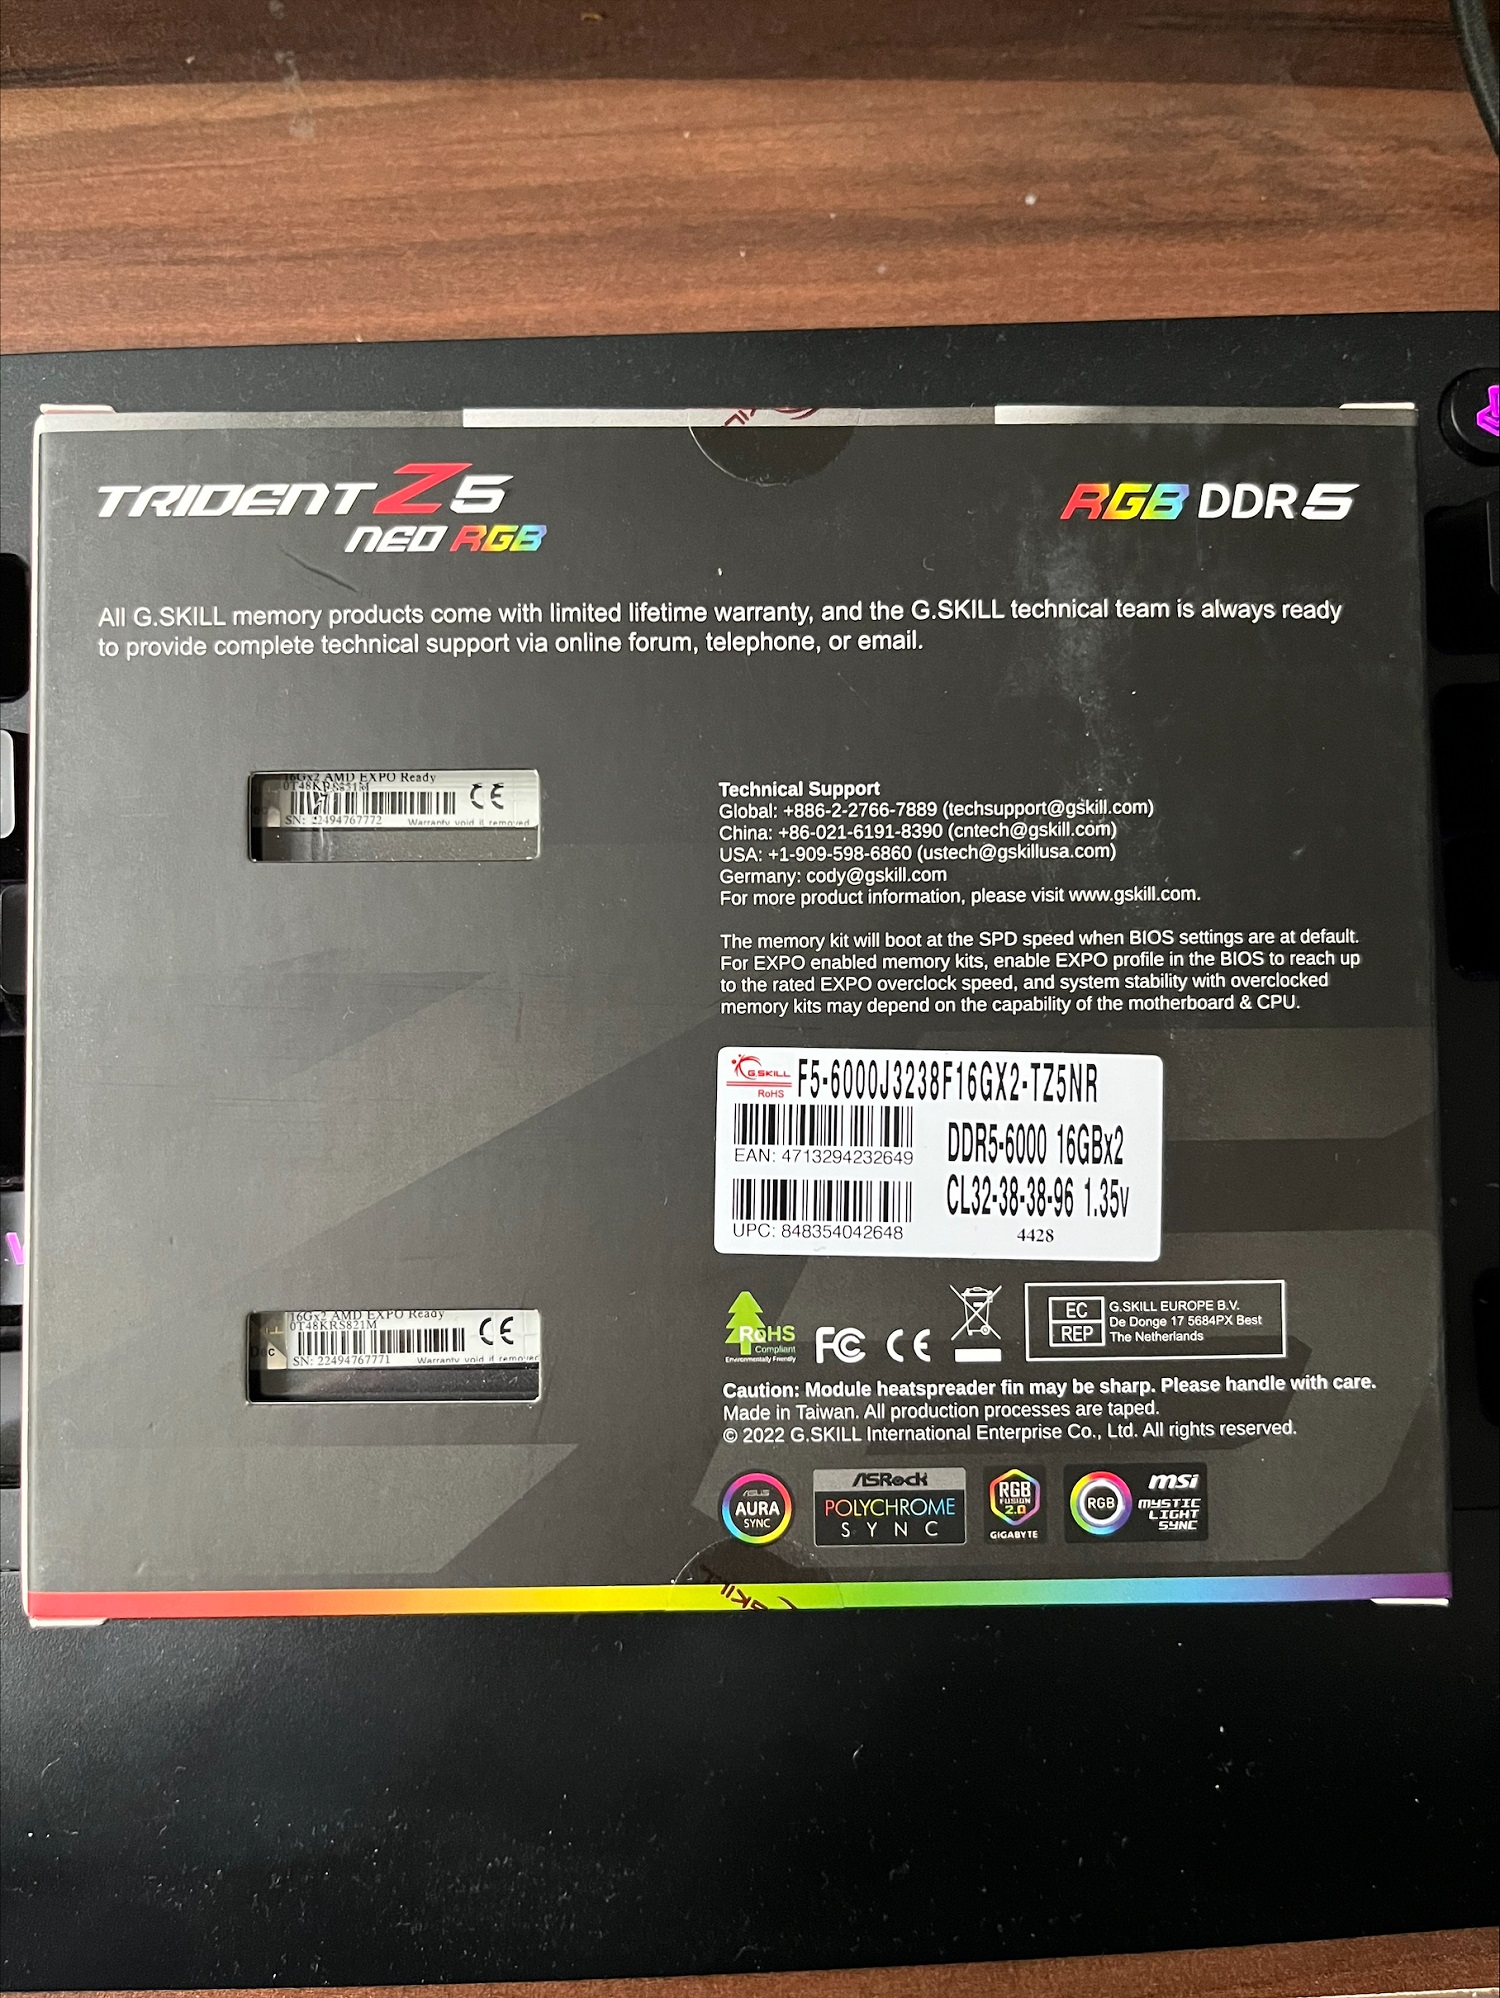 TRIDENT Z5
NEO RGB
RGB DDR5
All G.SKILL memory products come with limited lifetime warranty, and the G.SKILL technical team is always ready
to provide complete technical support via online forum, telephone, or email.
16Gx2 AMD EXPO Ready
SN: 22494767772
Warranty void if removed
Technical Support
Global: +886-2-2766-7889 (techsupport@gskill.com)
China: +86-021-6191-8390 (cntech@gskill.com)
USA: +1-909-598-6860 (ustech@gskillusa.com)
Germany: cody@gskill.com
For more product information, please visit www.gskill.com.
The memory kit will boot at the SPD speed when BIOS settings are at default.
For EXPO enabled memory kits, enable EXPO profile in the BIOS to reach up
to the rated EXPO overclock speed, and system stability with overclocked
memory kits may depend on the capability of the motherboard & CPU.
G.SKILL
RoHS
F5-6000J3238F16GX2-TZ5NR
EAN: 4713294232649
DDR5-6000 16GBx2
CL32-38-38-96 1.35v
UPC: 848354042648
4428
16Gx2 AMD EXPO Ready
0T48KRS821M
SN: 22494767771
Warranty void if removed
RoHS
Compliant
Environmentally Friendly
FC CE
EC
REP
G.SKILL EUROPE B.V.
De Donge 17 5684PX Best
The Netherlands
Caution: Module heatspreader fin may be sharp. Please handle with care.
Made in Taiwan. All production processes are taped.
© 2022 G.SKILL International Enterprise Co., Ltd. All rights reserved.
ASUS
AURA
SYNC
ASRock
POLYCHROME
SYNC
RGB
FUSION
2.0
GIGABYTE
RGB
msi
MYSTIC
LIGHT
SYNC